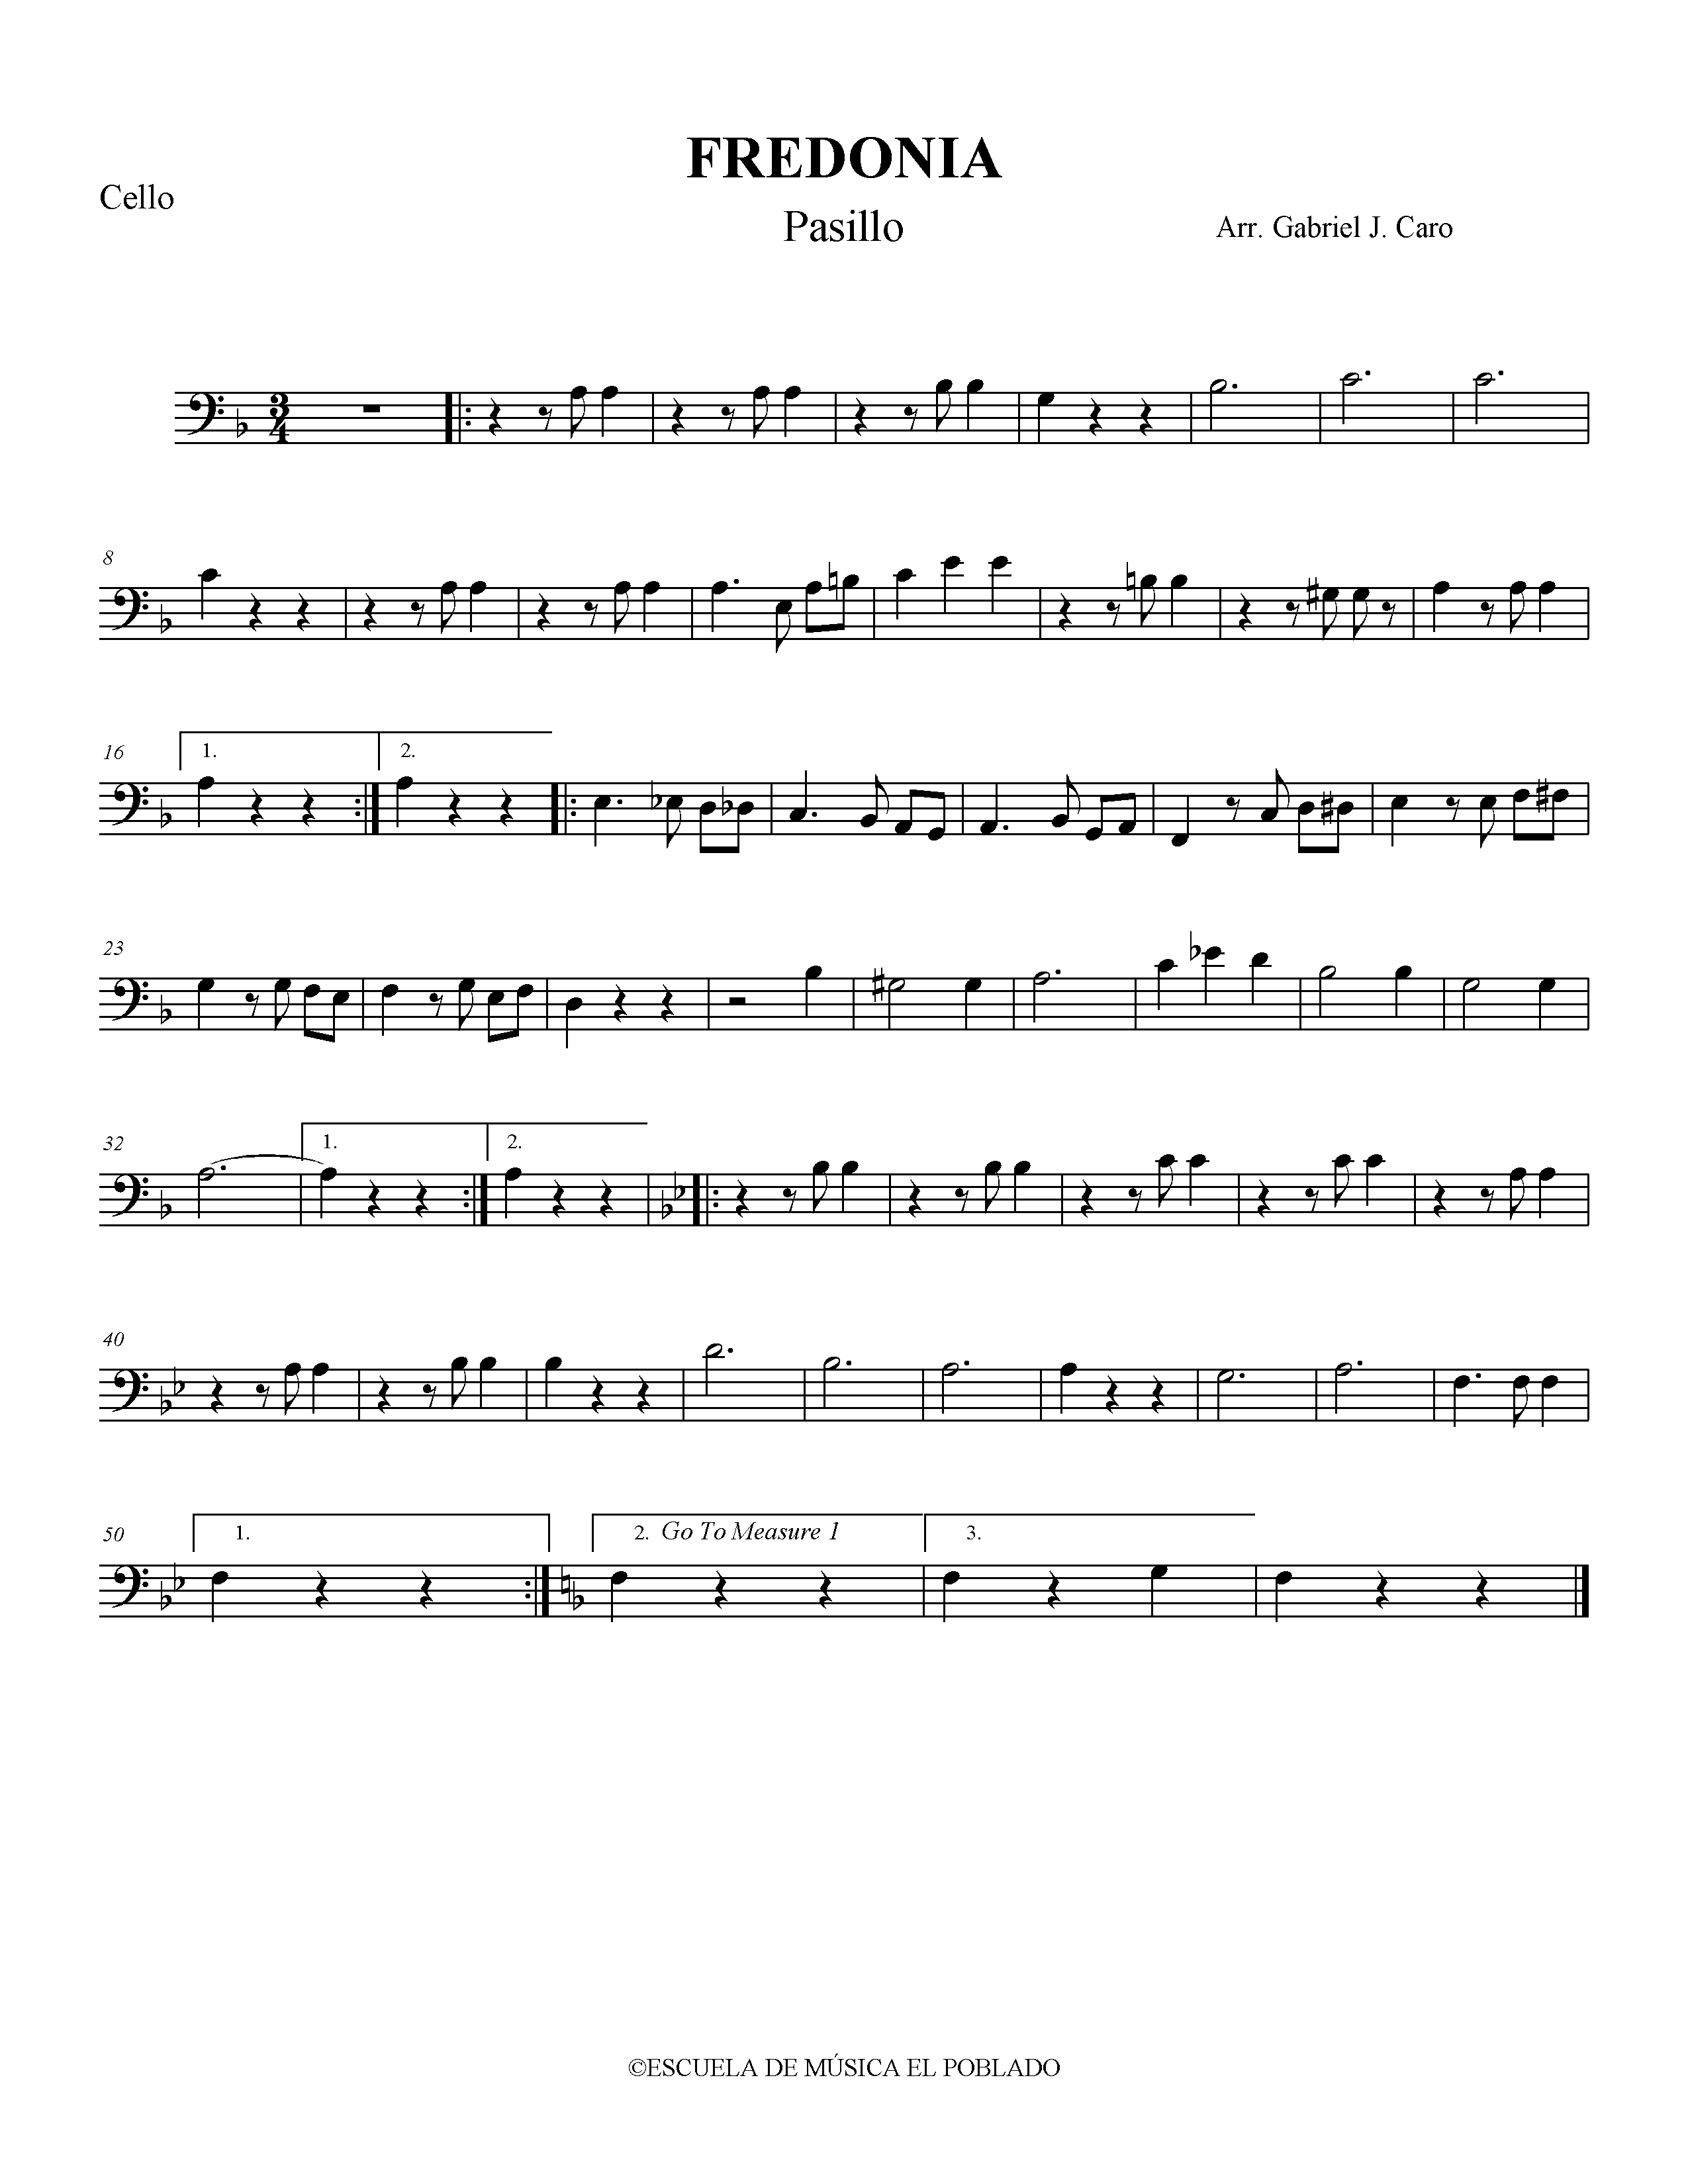 FREDONIA
Cello
Pasillo
Arr. Gabriel J. Caro
3
4
8
16
1.
2.
23
32
1.
2.
40
50
1.
2. Go To Measure 1
3.
©ESCUELA DE MÚSICA EL POBLADO